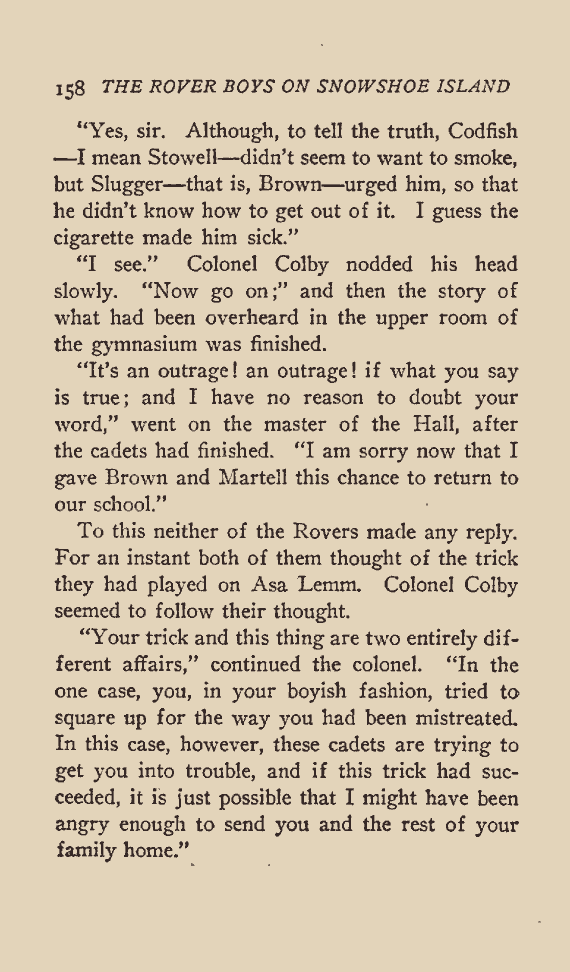 158 THE ROVER BOYS ON SNOWSHOE ISLAND
“Yes, sir. Although, to tell the truth, Codfish
—I mean Stowell—didn’t seem to want to smoke,
but Slugger—that is, Brown—urged him, so that
he didn’t know how to get out of it. I guess the
cigarette made him sick.”
“I see.” Colonel Colby nodded his head
slowly. “Now go on;” and then the story of
what had been overheard in the upper room of
the gymnasium was finished.
“It’s an outrage! an outrage! if what you say
is true; and I have no reason to doubt your
word,” went on the master of the Hall, after
the cadets had finished. “I am sorry now that I
gave Brown and Martell this chance to return to
our school.”
To this neither of the Rovers made any reply.
For an instant both of them thought of the trick
they had played on Asa Lemm. Colonel Colby
seemed to follow their thought.
“Your trick and this thing are two entirely dif-
ferent affairs,” continued the colonel. “In the
one case, you, in your boyish fashion, tried to
square up for the way you had been mistreated.
In this case, however, these cadets are trying to
get you into trouble, and if this trick had suc-
ceeded, it is just possible that I might have been
angry enough to send you and the rest of your
family home.”